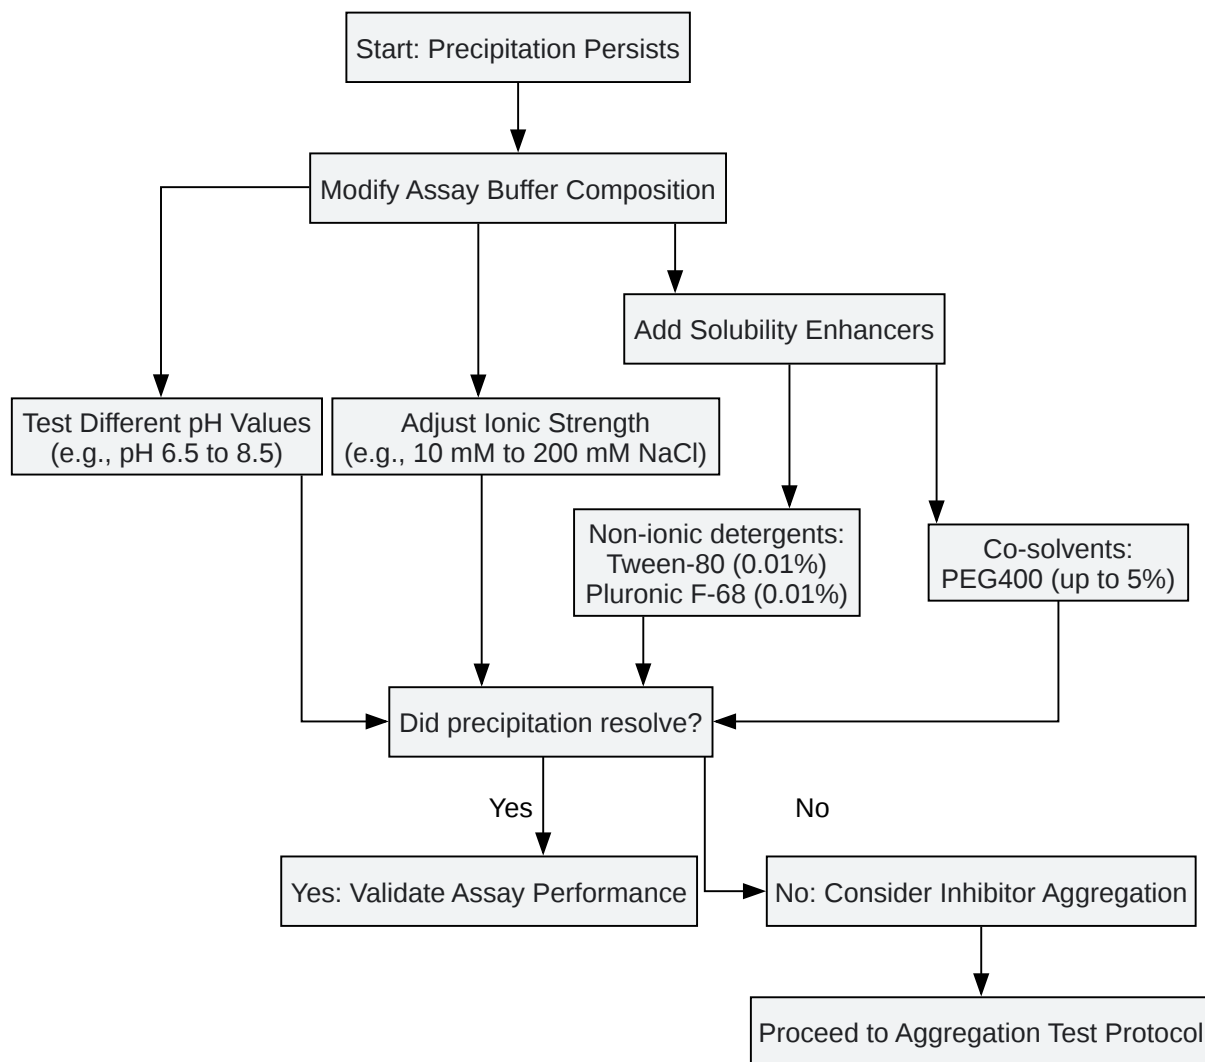 Start: Precipitation Persists
Modify Assay Buffer Composition
Add Solubility Enhancers
Test Different pH Values
(e.g., pH 6.5 to 8.5)
Adjust Ionic Strength
(e.g., 10 mM to 200 mM NaCl)
Non-ionic detergents:
Tween-80 (0.01%)
Pluronic F-68 (0.01%)
Co-solvents:
PEG400 (up to 5%)
Did precipitation resolve?
Yes
No
Yes: Validate Assay Performance
No: Consider Inhibitor Aggregation
Proceed to Aggregation Test Protocol